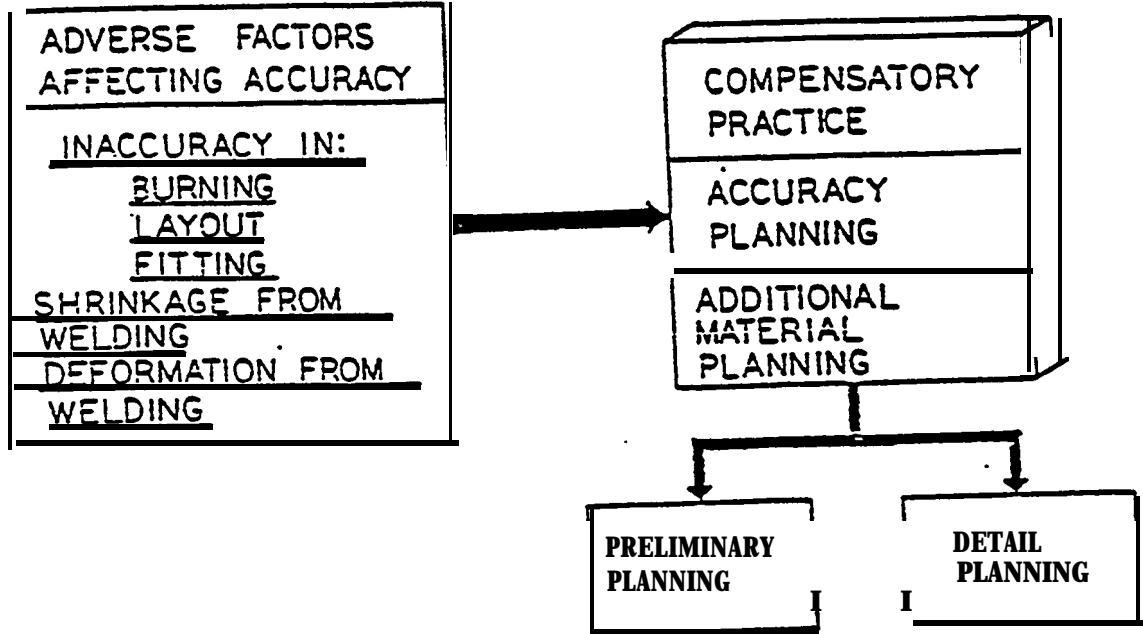 ADVERSE FACTORS
AFFECTING ACCURACY
INACCURACY IN:
BURNING
LAYOUT
FITTING
SHRINKAGE FROM
WELDING
DEFORMATION FROM
WELDING
COMPENSATORY
PRACTICE
ACCURACY
PLANNING
ADDITIONAL
MATERIAL
PLANNING
PRELIMINARY
PLANNING
DETAIL
PLANNING